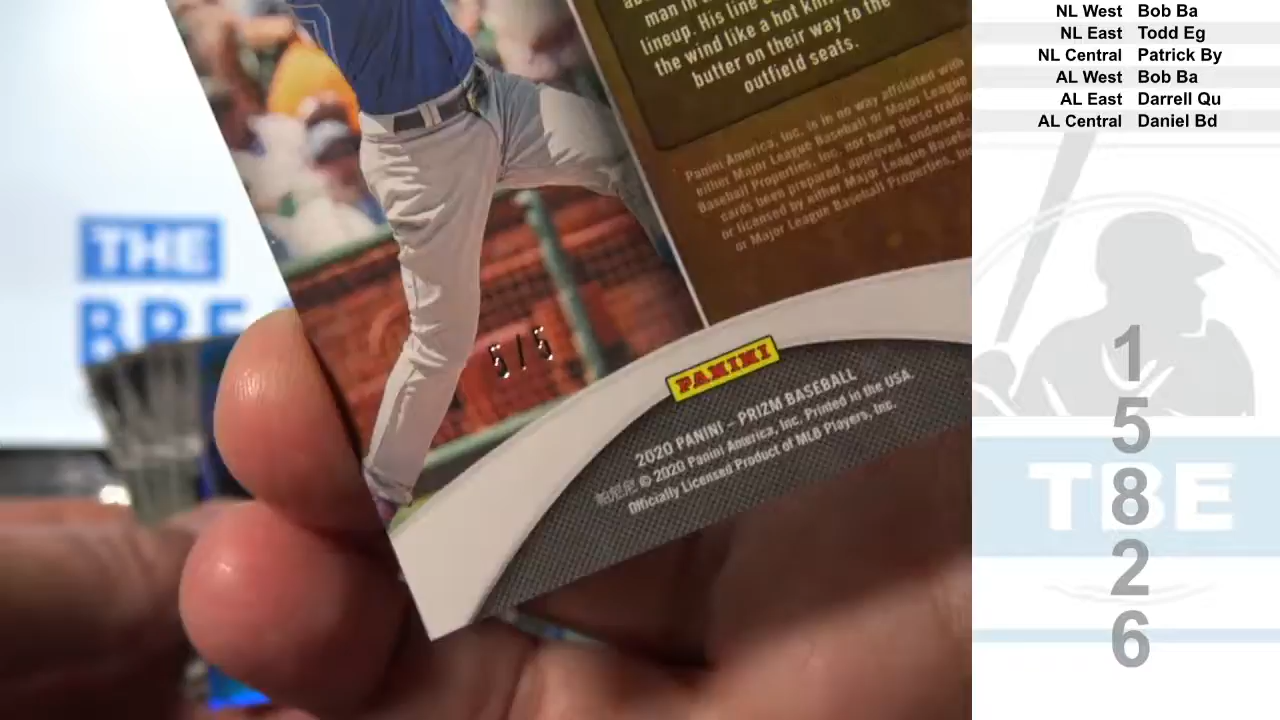 man in
lineup. His line
the wind like a hot
butter on their way to the
outfield seats.
Panini America, Inc. is in no way affiliated with
either Major League Baseball or Major League
Baseball Properties, Inc. nor have these
cards been prepared, approved, endorsed,
or licensed by either Major League
or Major League Baseball Properties,
5/5
PANINI
2020 PANINI – PRIZM BASEBALL
© 2020 Panini America, Inc. Printed in the USA.
Officially Licensed Product of MLB Players, Inc.
THE
NL West Bob Ba
NL East Todd Eg
NL Central Patrick By
AL West Bob Ba
AL East Darrell Qu
AL Central Daniel Bd
1
5
8
2
6
TBE